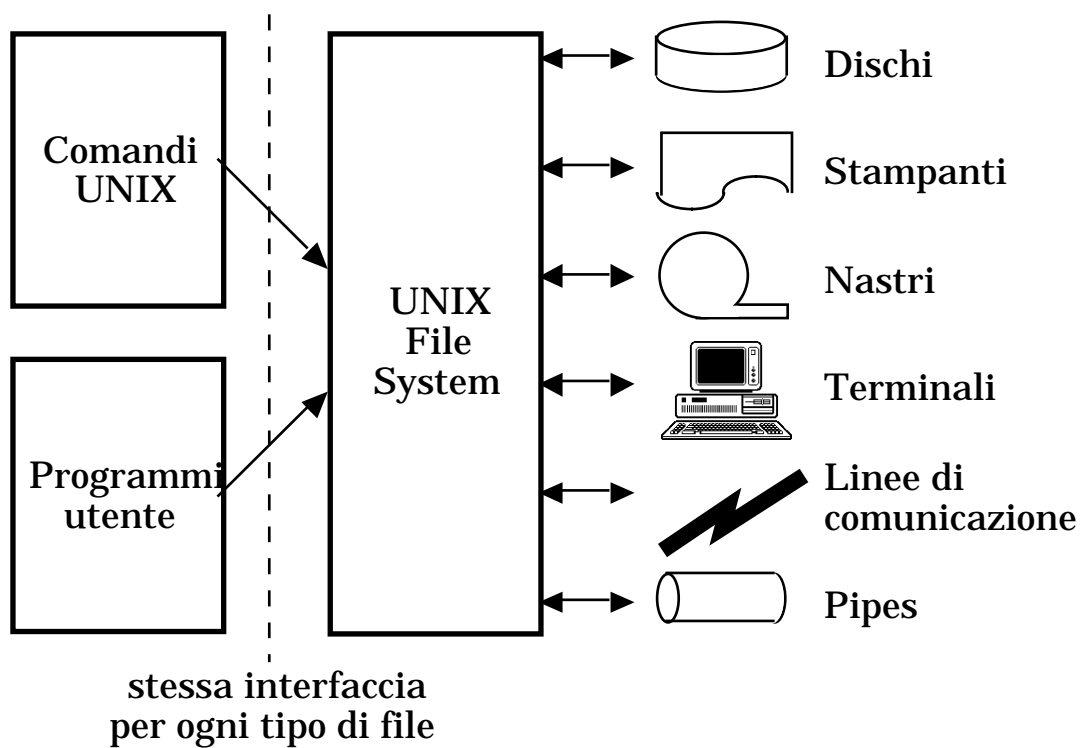 Comandi
UNIX
Programmi
utente
UNIX
File
System
Dischi
Stampanti
Nastri
Terminali
Linee di
comunicazione
Pipes
stessa interfaccia
per ogni tipo di file